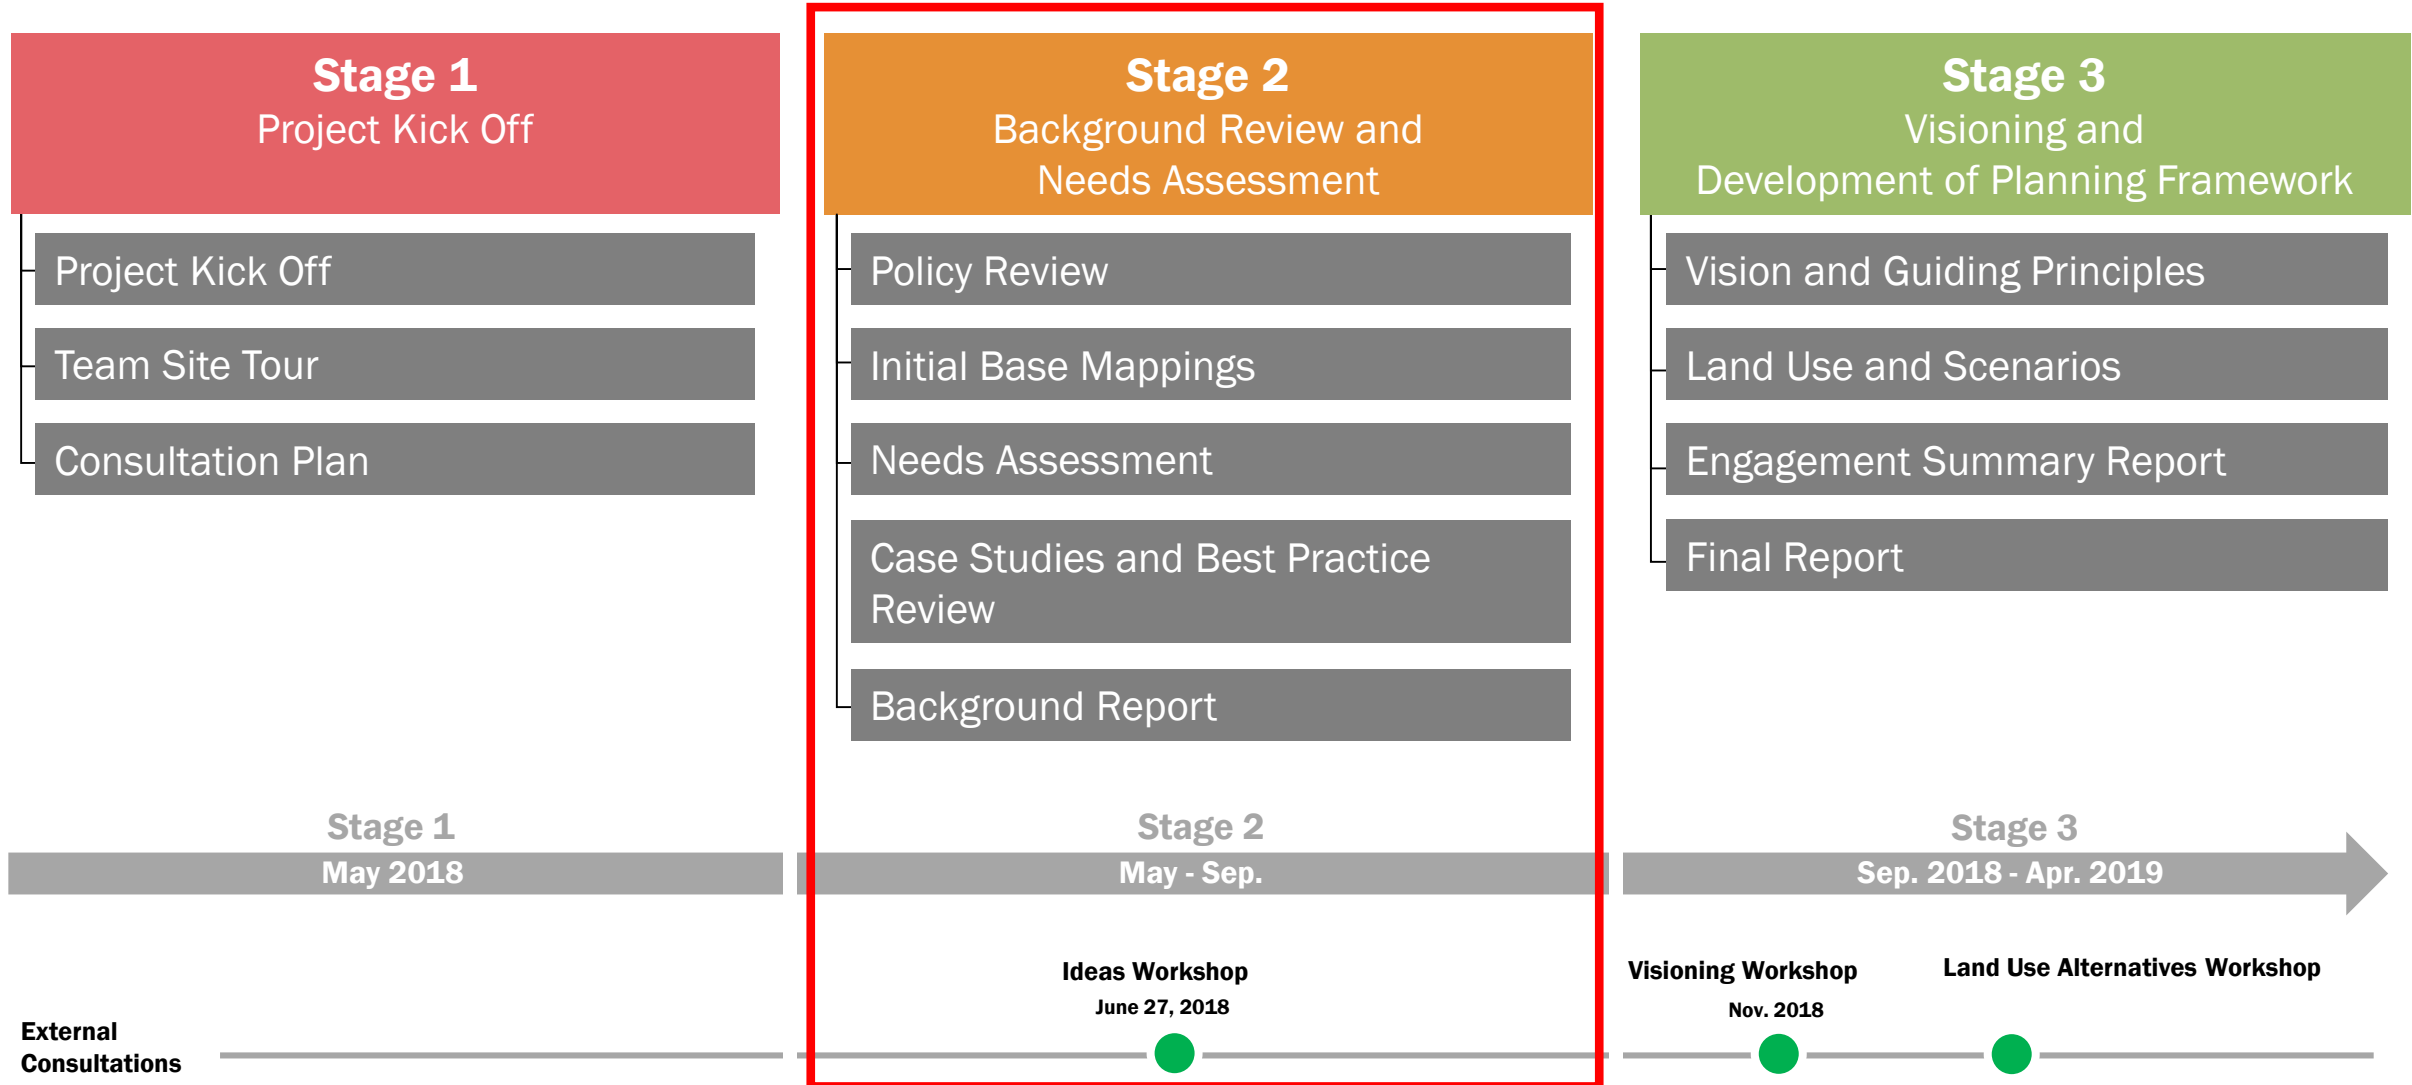 Stage 1
Project Kick Off
Project Kick Off
Team Site Tour
Consultation Plan
Stage 2
Background Review and
Needs Assessment
Policy Review
Initial Base Mappings
Needs Assessment
Case Studies and Best Practice
Review
Background Report
Stage 3
Visioning and
Development of Planning Framework
Vision and Guiding Principles
Land Use and Scenarios
Engagement Summary Report
Final Report
Stage 1
May 2018
Stage 2
May - Sep.
Stage 3
Sep. 2018 - Apr. 2019
External
Consultations
Ideas Workshop
June 27, 2018
Visioning Workshop
Nov. 2018
Land Use Alternatives Workshop